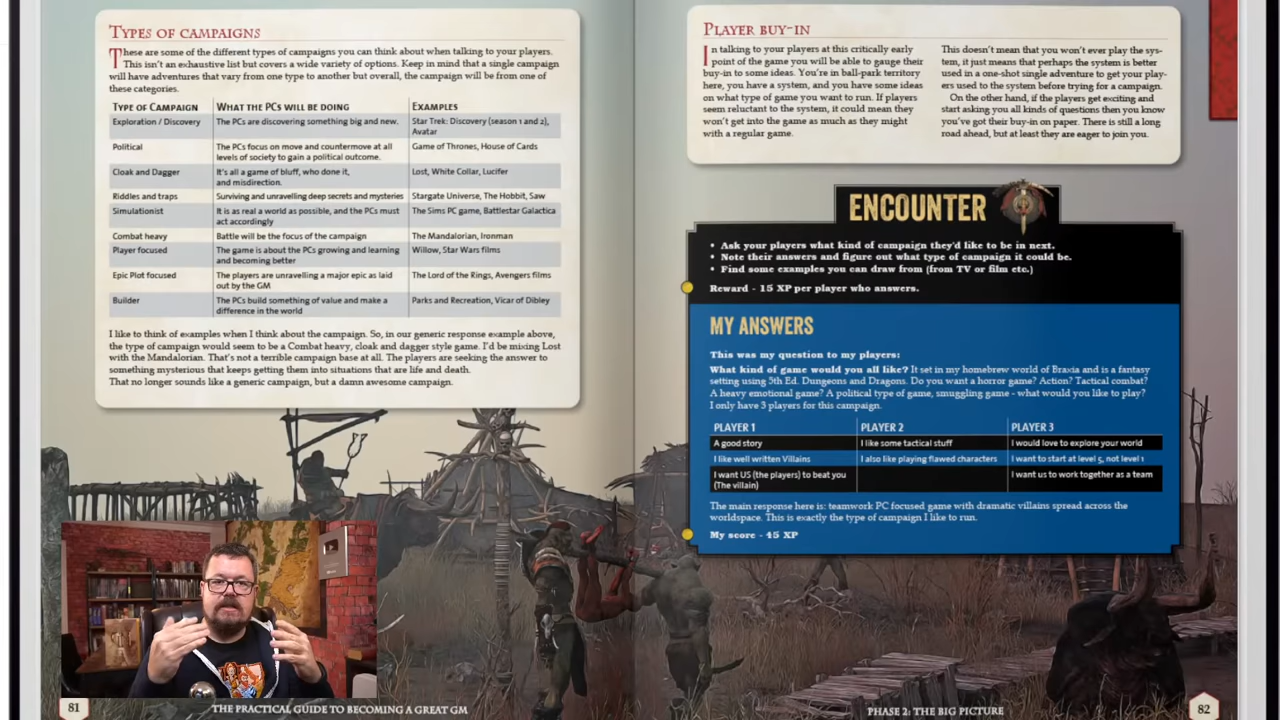 TYPES OF CAMPAIGNS
These are some of the different types of campaigns you can think about when talking to your players.
This isn't an exhaustive list but covers a wide variety of options. Keep in mind that a single campaign
will have adventures that vary from one type to another but overall, the campaign will be from one of
these categories.
TYPE OF CAMPAIGN WHAT THE PCS WILL BE DOING EXAMPLES
Exploration / Discovery The PCs are discovering something big and new. Star Trek: Discovery (season 1 and 2),
Avatar
Political The PCs focus on move and countermove at all Game of Thrones, House of Cards
levels of society to gain a political outcome.
Cloak and Dagger It's all a game of bluff, who done it, Lost, White Collar, Lucifer
and misdirection.
Riddles and traps Surviving and unravelling deep secrets and mysteries Stargate Universe, The Hobbit, Saw
Simulationist It is as real a world as possible, and the PCs must The Sims PC game, Battlestar Galactica
act accordingly
Combat heavy Battle will be the focus of the campaign The Mandalorian, Ironman
Player focused The game is about the PCs growing and learning Willow, Star Wars films
and becoming better
Epic Plot focused The players are unravelling a major epic as laid The Lord of the Rings, Avengers films
out by the GM
Builder The PCs build something of value and make a Parks and Recreation, Vicar of Dibley
difference in the world
I like to think of examples when I think about the campaign. So, in our generic response example above,
the type of campaign would seem to be a Combat heavy, cloak and dagger style game. I'd be mixing Lost
with the Mandalorian. That's not a terrible campaign base at all. The players are seeking the answer to
something mysterious that keeps getting them into situations that are life and death.
That no longer sounds like a generic campaign, but a damn awesome campaign.
81
THE PRACTICAL GUIDE TO BECOMING A GREAT GM
PLAYER BUY-IN
In talking to your players at this critically early
point of the game you will be able to gauge their
buy-in to some ideas. You're in ball-park territory
here, you have a system, and you have some ideas
on what type of game you want to run. If players
seem reluctant to the system, it could mean they
won't get into the game as much as they might
with a regular game.
This doesn't mean that you won't ever play the sys-
tem, it just means that perhaps the system is better
used in a one-shot single adventure to get your play-
ers used to the system before trying for a campaign.
On the other hand, if the players get exciting and
start asking you all kinds of questions then you know
you've got their buy-in on paper. There is still a long
road ahead, but at least they are eager to join you.
ENCOUNTER
• Ask your players what kind of campaign they'd like to be in next.
• Note their answers and figure out what type of campaign it could be.
• Find some examples you can draw from (from TV or film etc.)
Reward - 15 XP per player who answers.
MY ANSWERS
This was my question to my players:
What kind of game would you all like? It set in my homebrew world of Braxia and is a fantasy
setting using 5th Ed. Dungeons and Dragons. Do you want a horror game? Action? Tactical combat?
A heavy emotional game? A political type of game, smuggling game - what would you like to play?
I only have 3 players for this campaign.
PLAYER 1 PLAYER 2 PLAYER 3
A good story I like some tactical stuff I would love to explore your world
I like well written Villains I also like playing flawed characters I want to start at level 5, not level 1
I want US (the players) to beat you I want us to work together as a team
(The villain)
The main response here is: teamwork PC focused game with dramatic villains spread across the
worldspace. This is exactly the type of campaign I like to run.
My score - 45 XP
PHASE 2: THE BIG PICTURE
82